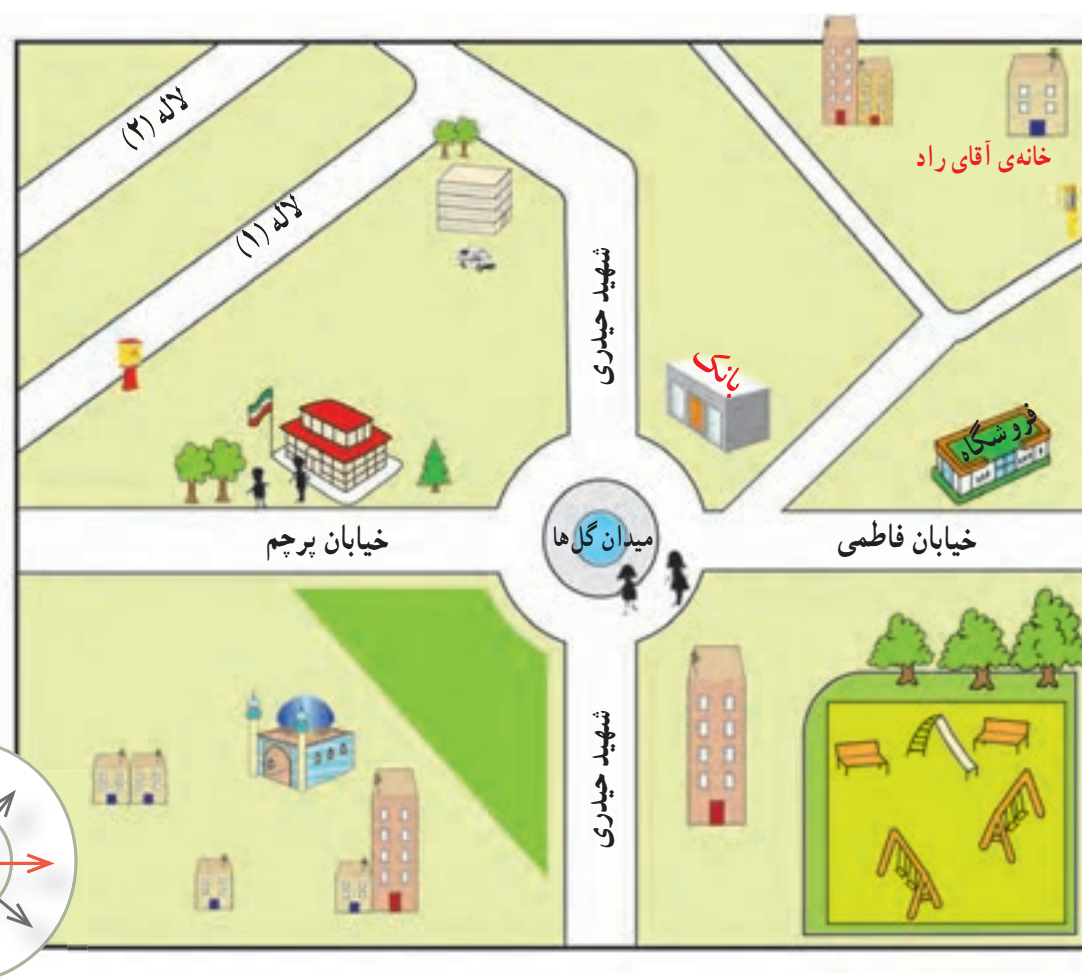 لاله (۲)
خانه‌ی آقای راد
لاله (۱)
شهید حیدری
بانک
فروشگاه
خیابان پرچم
میدان گل‌ها
خیابان فاطمی
شهید حیدری